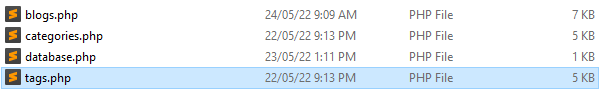 blogs.php 24/05/22 9:09 AM PHP File 7 KB
categories.php 22/05/22 9:13 PM PHP File 5 KB
database.php 23/05/22 1:11 PM PHP File 1 KB
tags.php 22/05/22 9:13 PM PHP File 5 KB